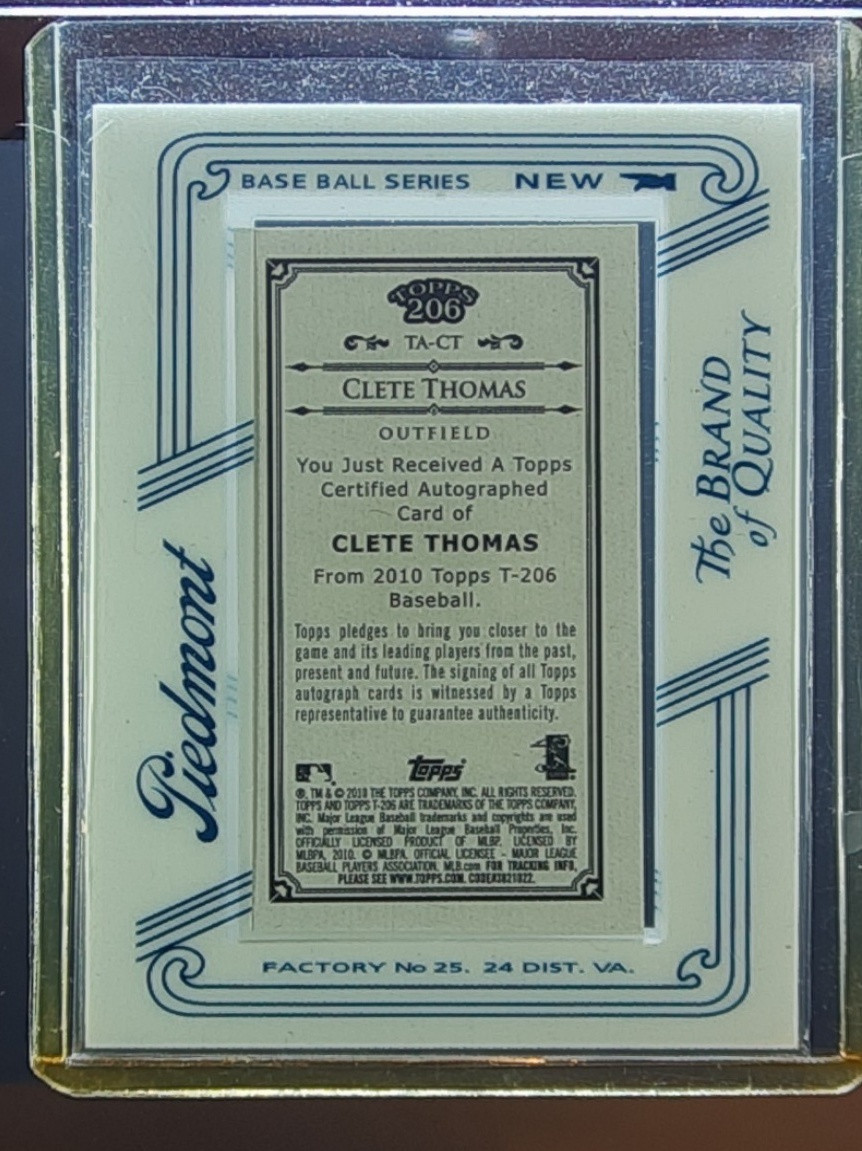 BASE BALL SERIES NEW
TOPPS
206
TA-CT
CLETE THOMAS
OUTFIELD
You Just Received A Topps
Certified Autographed
Card of
CLETE THOMAS
From 2010 Topps T-206
Baseball.
Topps pledges to bring you closer to the
game and its leading players from the past,
present and future. The signing of all Topps
autograph cards is witnessed by a Topps
representative to guarantee authenticity.
Topps
®, TM & © 2010 THE TOPPS COMPANY, INC. ALL RIGHTS RESERVED.
TOPPS AND TOPPS T-206 ARE TRADEMARKS OF THE TOPPS COMPANY,
INC. Major League Baseball trademarks and copyrights are used
with permission of Major League Baseball Properties, Inc.
OFFICIALLY LICENSED PRODUCT OF MLBP. LICENSED BY
MLBPA, 2010. © MLBPA. OFFICIAL LICENSEE - MAJOR LEAGUE
BASEBALL PLAYERS ASSOCIATION. MLB.com FOR TRACKING INFO,
PLEASE SEE WWW.TOPPS.COM. CODE#3821022.
Piedmont
The BRAND
of QUALITY
FACTORY No 25. 24 DIST. VA.